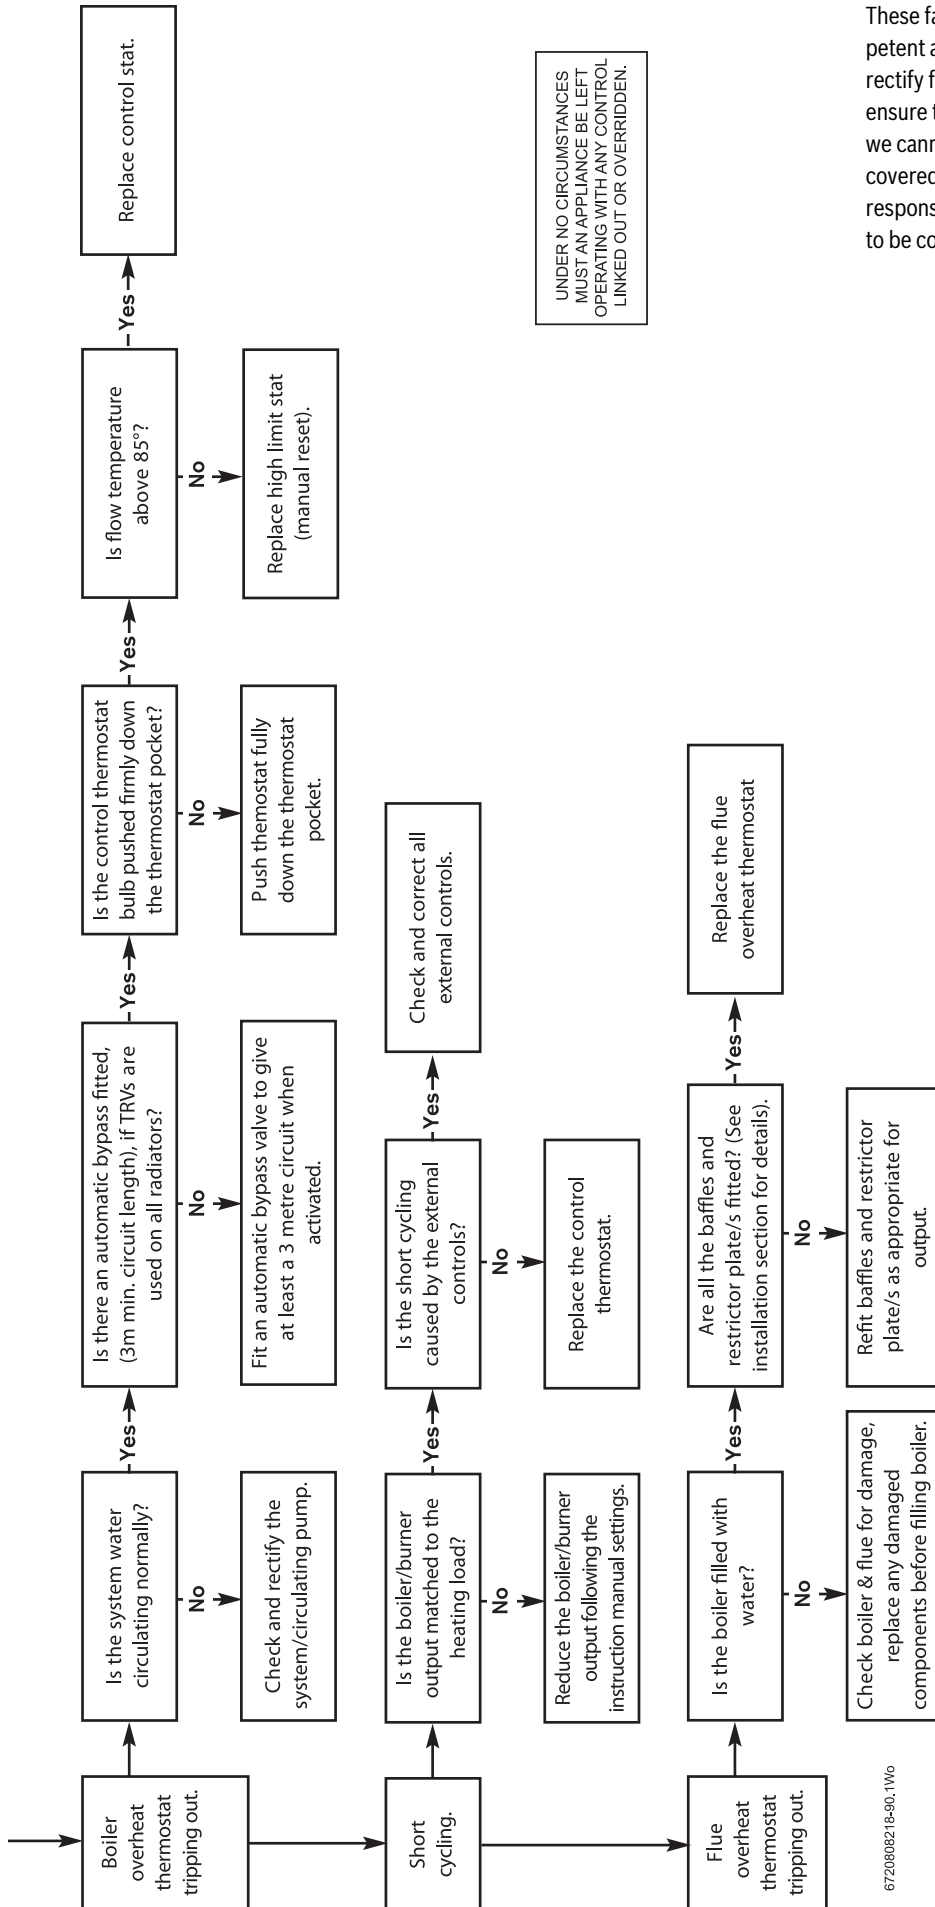 Boiler
overheat
thermostat
tripping out.
Is the system water
circulating normally?
Yes
No
Check and rectify the
system/circulating pump.
Is there an automatic bypass fitted,
(3m min. circuit length), if TRVs are
used on all radiators?
Yes
No
Fit an automatic bypass valve to give
at least a 3 metre circuit when
activated.
Is the control thermostat
bulb pushed firmly down
the thermostat pocket?
Yes
No
Push themostat fully
down the thermostat
pocket.
Is flow temperature
above 85°?
Yes
No
Replace high limit stat
(manual reset).
Replace control stat.
Short
cycling.
Is the boiler/burner
output matched to the
heating load?
Yes
No
Reduce the boiler/burner
output following the
instruction manual settings.
Is the short cycling
caused by the external
controls?
Yes
No
Replace the control
thermostat.
Check and correct all
external controls.
Flue
overheat
thermostat
tripping out.
Is the boiler filled with
water?
Yes
No
Check boiler & flue for damage,
replace any damaged
components before filling boiler.
Are all the baffles and
restrictor plate/s fitted? (See
installation section for details).
Yes
No
Refit baffles and restrictor
plate/s as appropriate for
output.
Replace the flue
overheat thermostat
UNDER NO CIRCUMSTANCES
MUST AN APPLIANCE BE LEFT
OPERATING WITH ANY CONTROL
LINKED OUT OR OVERRIDDEN.
6720808218-90.1Wo
These fa
petent a
rectify f
ensure t
we cann
covered
respons
to be co